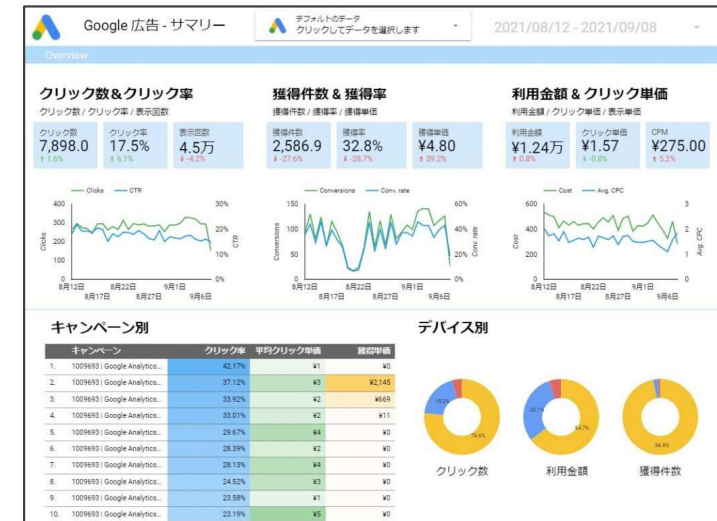 Google 広告 - サマリー
デフォルトのデータ
クリックしてデータを選択します
2021/08/12 - 2021/09/08
Overview
クリック数&クリック率
クリック数 / クリック率 / 表示回数
クリック数
7,898.0
1.6%
クリック率
17.5%
6.1%
表示回数
4.5万
-4.2%
Clicks
CTR
400
300
200
100
0
Clicks
30%
20%
10%
0%
CTR
8月12日
8月22日
9月1日
8月17日
8月27日
9月6日
獲得件数 & 獲得率
獲得件数 / 獲得率 / 獲得単価
獲得件数
2,586.9
-27.6%
獲得率
32.8%
-28.7%
獲得単価
¥4.80
39.2%
Conversions
Conv. rate
150
100
50
0
Conversions
60%
40%
20%
0%
Conv. rate
8月12日
8月22日
9月1日
8月17日
8月27日
9月6日
利用金額 & クリック単価
利用金額 / クリック単価 / 表示単価
利用金額
¥1.24万
0.8%
クリック単価
¥1.57
-0.8%
CPM
¥275.00
5.2%
Cost
Avg. CPC
600
400
200
0
Cost
3
2
1
0
Avg. CPC
8月12日
8月22日
9月1日
8月17日
8月27日
9月6日
キャンペーン別
キャンペーン クリック率 平均クリック単価 獲得単価
1. 1009693 | Google Analytics... 42.17% ¥1 ¥0
2. 1009693 | Google Analytics... 37.12% ¥3 ¥2,145
3. 1009693 | Google Analytics... 33.92% ¥2 ¥669
4. 1009693 | Google Analytics... 33.01% ¥2 ¥11
5. 1009693 | Google Analytics... 29.67% ¥4 ¥0
6. 1009693 | Google Analytics... 28.39% ¥2 ¥0
7. 1009693 | Google Analytics... 28.13% ¥4 ¥0
8. 1009693 | Google Analytics... 24.52% ¥3 ¥0
9. 1009693 | Google Analytics... 23.58% ¥1 ¥0
10. 1009693 | Google Analytics... 23.19% ¥5 ¥0
デバイス別
19.2%
クリック数
64.7%
利用金額
96.9%
獲得件数